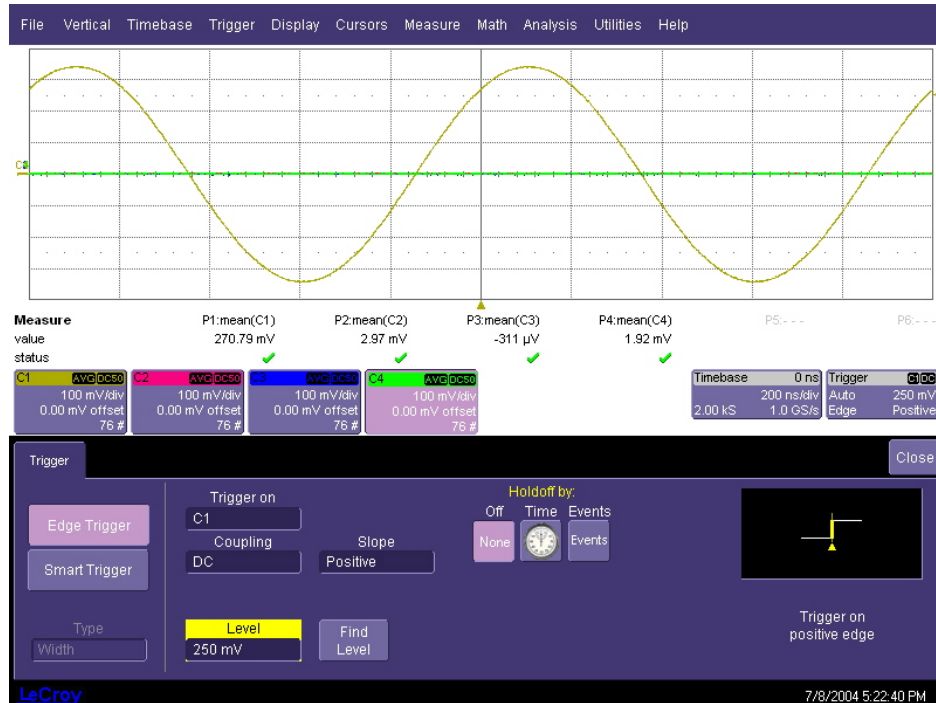 File Vertical Timebase Trigger Display Cursors Measure Math Analysis Utilities Help
Measure P1:mean(C1) P2:mean(C2) P3:mean(C3) P4:mean(C4) P5:--- P6:---
value 270.79 mV 2.97 mV -311 µV 1.92 mV
status
C1 AVG DC50 C2 AVG DC50 C3 AVG DC50 C4 AVG DC50 Timebase 0 ns Trigger C1 DC
100 mV/div 100 mV/div 100 mV/div 100 mV/div 200 ns/div Auto 250 mV
0.00 mV offset 0.00 mV offset 0.00 mV offset 0.00 mV offset 2.00 kS 1.0 GS/s Edge Positive
76 # 76 # 76 # 76 #
Trigger Close
Edge Trigger
Smart Trigger
Type
Width
Trigger on
C1
Coupling Slope
DC Positive
Level
250 mV
Find
Level
Holdoff by:
Off Time Events
None Events
Trigger on
positive edge
LeCroy 7/8/2004 5:22:40 PM